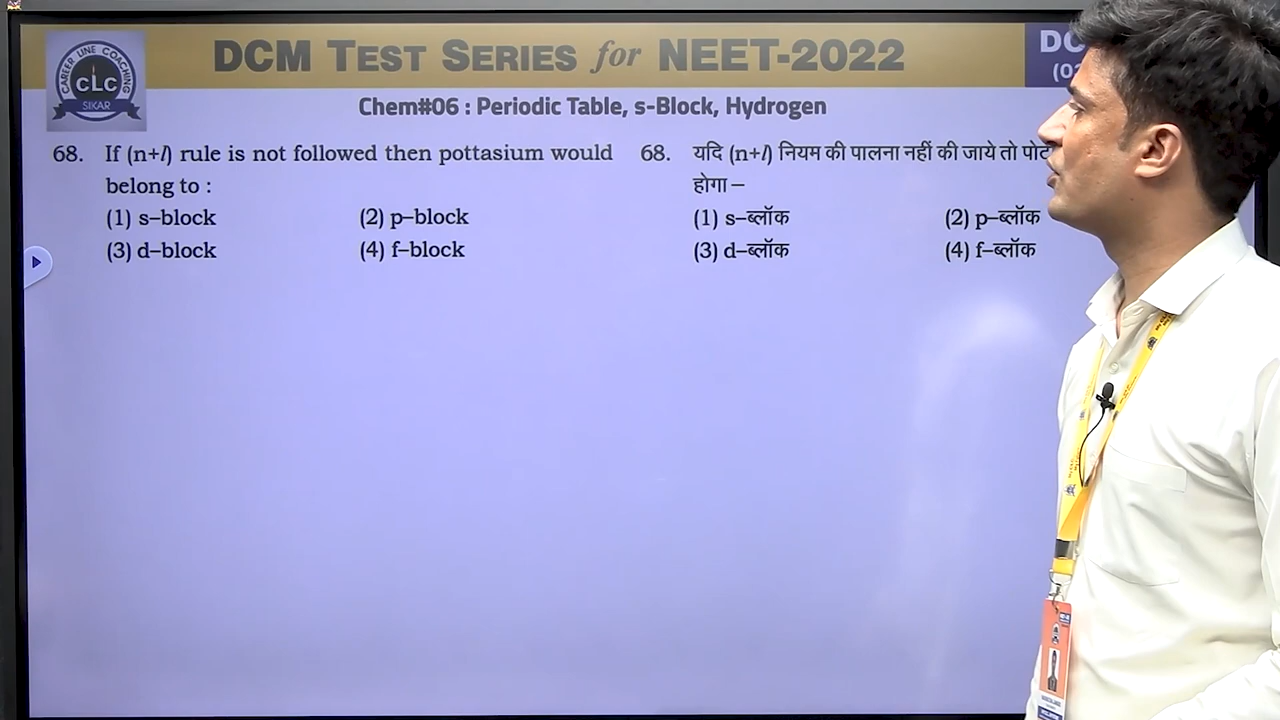 DCM TEST SERIES for NEET-2022
CAREER LINE COACHING
CLC
SIKAR
Chem#06 : Periodic Table, s-Block, Hydrogen
68. If (n+l) rule is not followed then pottasium would
belong to :
(1) s–block (2) p–block
(3) d–block (4) f–block
68. यदि (n+l) नियम की पालना नहीं की जाये तो
होगा –
(1) s–ब्लॉक (2) p–ब्लॉक
(3) d–ब्लॉक (4) f–ब्लॉक